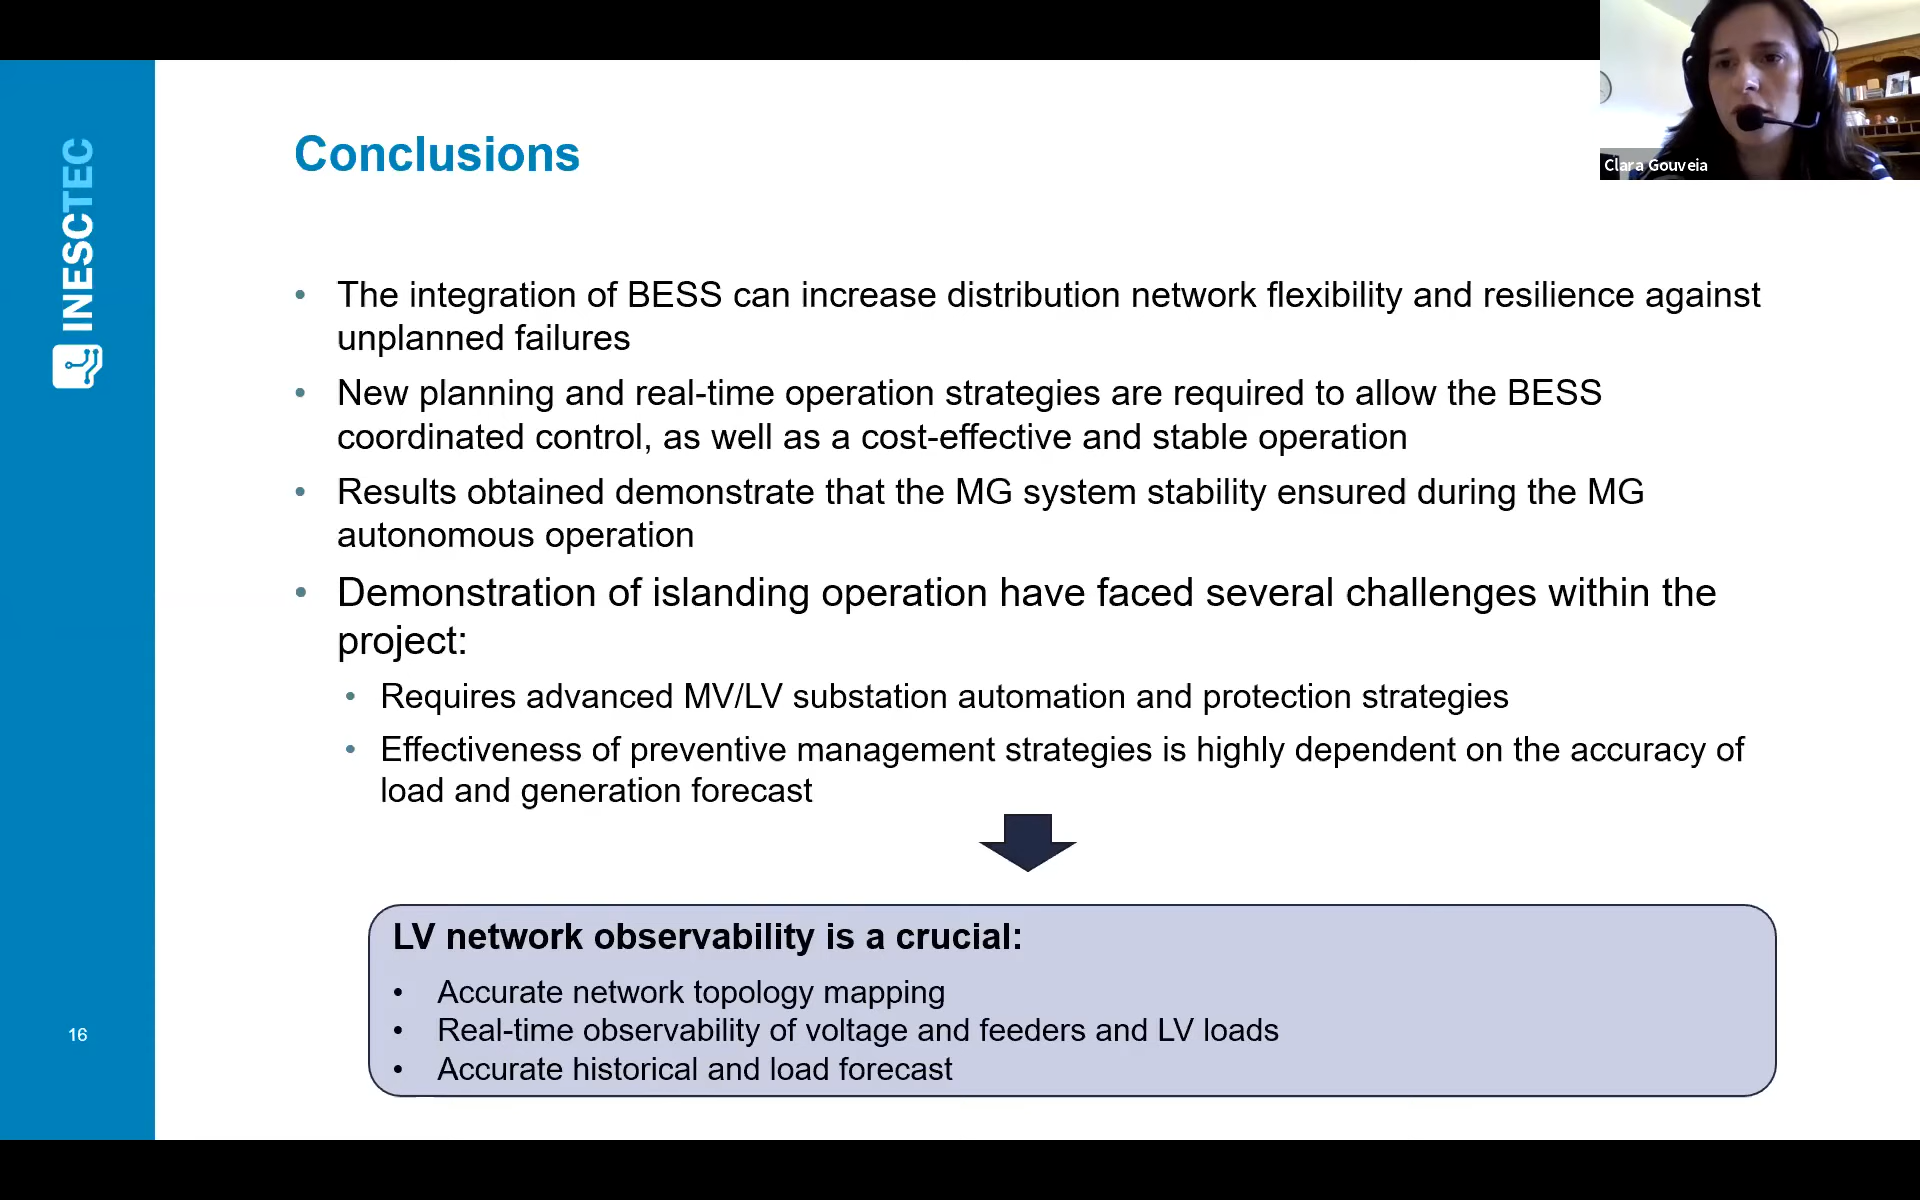 Clara Gouveia
INESCTEC
Conclusions
• The integration of BESS can increase distribution network flexibility and resilience against
unplanned failures
• New planning and real-time operation strategies are required to allow the BESS
coordinated control, as well as a cost-effective and stable operation
• Results obtained demonstrate that the MG system stability ensured during the MG
autonomous operation
• Demonstration of islanding operation have faced several challenges within the
project:
• Requires advanced MV/LV substation automation and protection strategies
• Effectiveness of preventive management strategies is highly dependent on the accuracy of
load and generation forecast
LV network observability is a crucial:
• Accurate network topology mapping
• Real-time observability of voltage and feeders and LV loads
• Accurate historical and load forecast
16